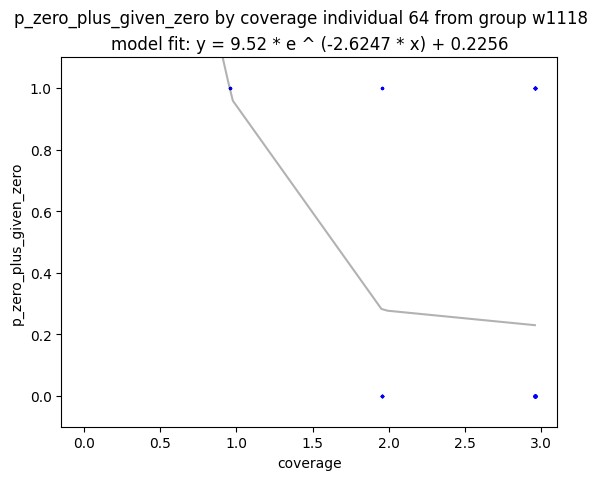 p_zero_plus_given_zero by coverage individual 64 from group w1118
model fit: y = 9.52 * e ^ (-2.6247 * x) + 0.2256
1.0
0.8
0.6
0.4
0.2
0.0
p_zero_plus_given_zero
0.0 0.5 1.0 1.5 2.0 2.5 3.0
coverage